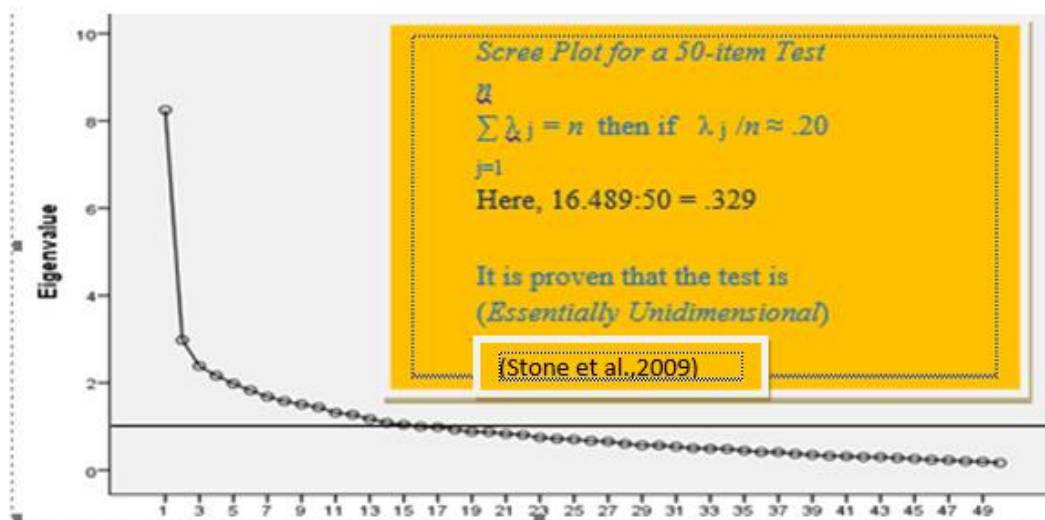 Scree Plot for a 50-item Test
n
∑ λ j = n then if λ j /n ≈ .20
j=1
Here, 16.489:50 = .329
It is proven that the test is
(Essentially Unidimensional)
(Stone et al.,2009)
Eigenvalue
10
8
6
4
2
0
1 3 5 7 9 11 13 15 17 19 21 23 25 27 29 31 33 35 37 39 41 43 45 47 49